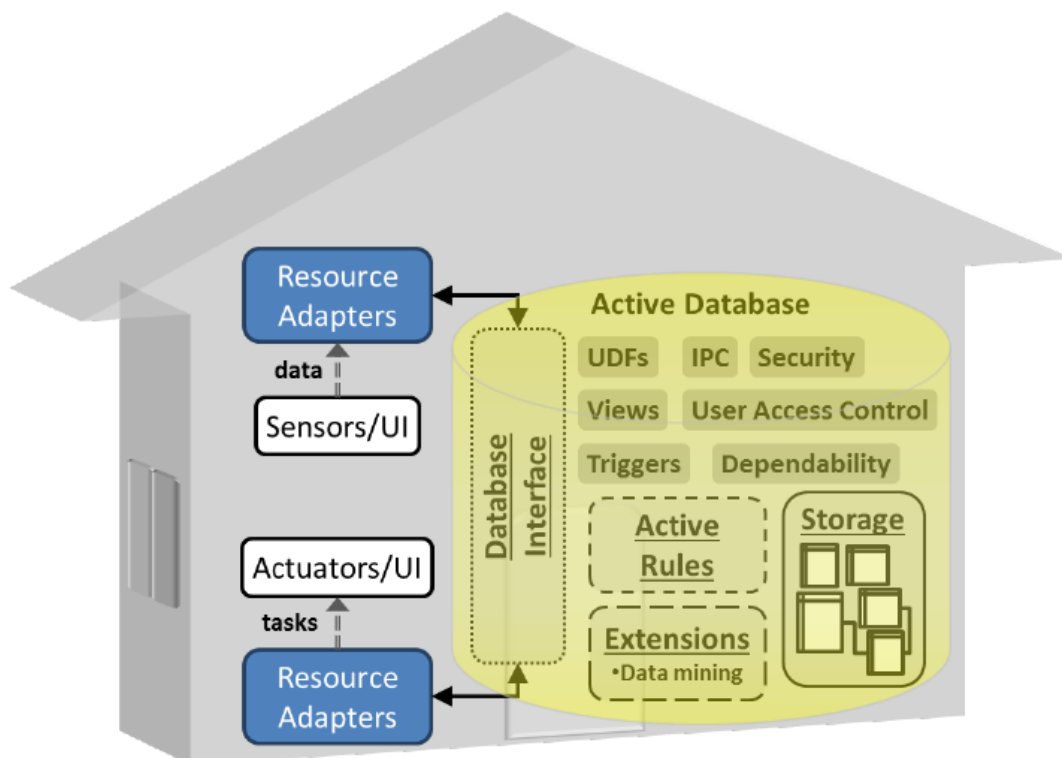 Resource
Adapters
data
Sensors/UI
Actuators/UI
tasks
Resource
Adapters
Active Database
Database
Interface
UDFs
IPC
Security
Views
User Access Control
Triggers
Dependability
Active
Rules
Extensions
•Data mining
Storage